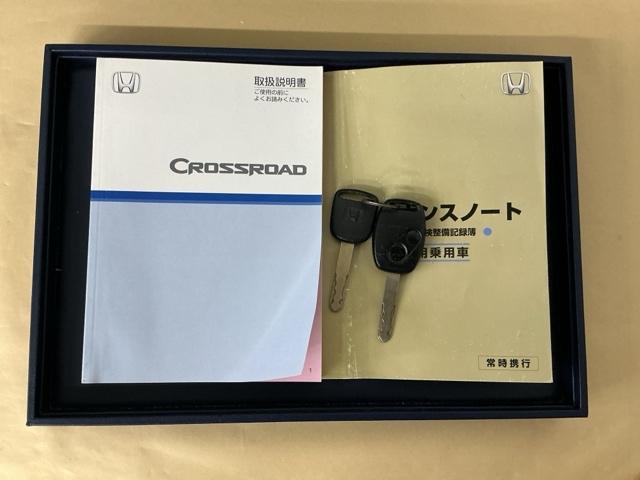 取扱説明書
ご使用の前に
よくお読みください。
CROSSROAD
1
ンスノート
検整備記録簿
用乗用車
常時携行